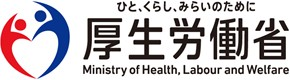 ひと、くらし、みらいのために
厚生労働省
Ministry of Health, Labour and Welfare